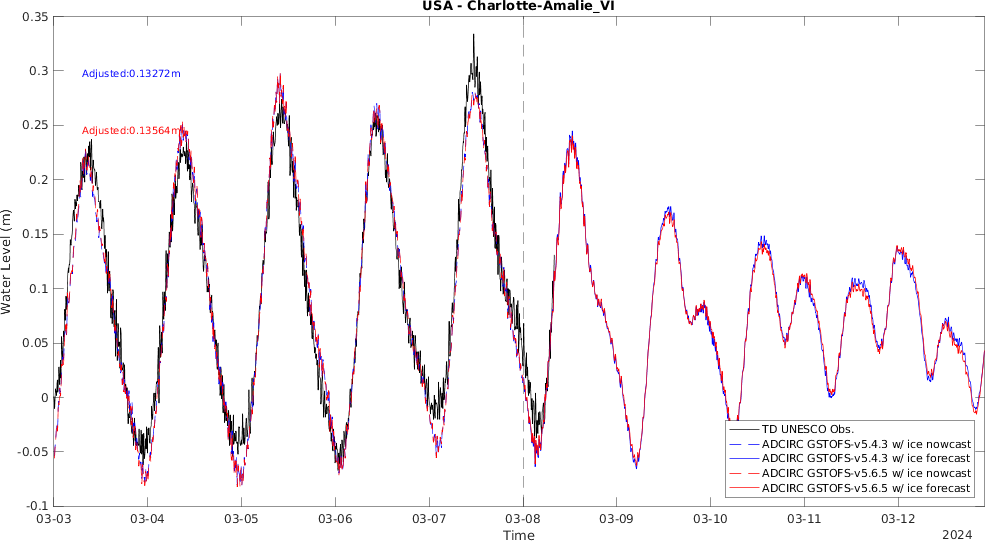 USA - Charlotte-Amalie_VI
0.35
0.3
0.25
0.2
0.15
0.1
0.05
0
-0.05
-0.1
Water Level (m)
Adjusted:0.13272m
Adjusted:0.13564m
TD UNESCO Obs.
ADCIRC GSTOFS-v5.4.3 w/ ice nowcast
ADCIRC GSTOFS-v5.4.3 w/ ice forecast
ADCIRC GSTOFS-v5.6.5 w/ ice nowcast
ADCIRC GSTOFS-v5.6.5 w/ ice forecast
03-03 03-04 03-05 03-06 03-07 03-08 03-09 03-10 03-11 03-12
Time
2024